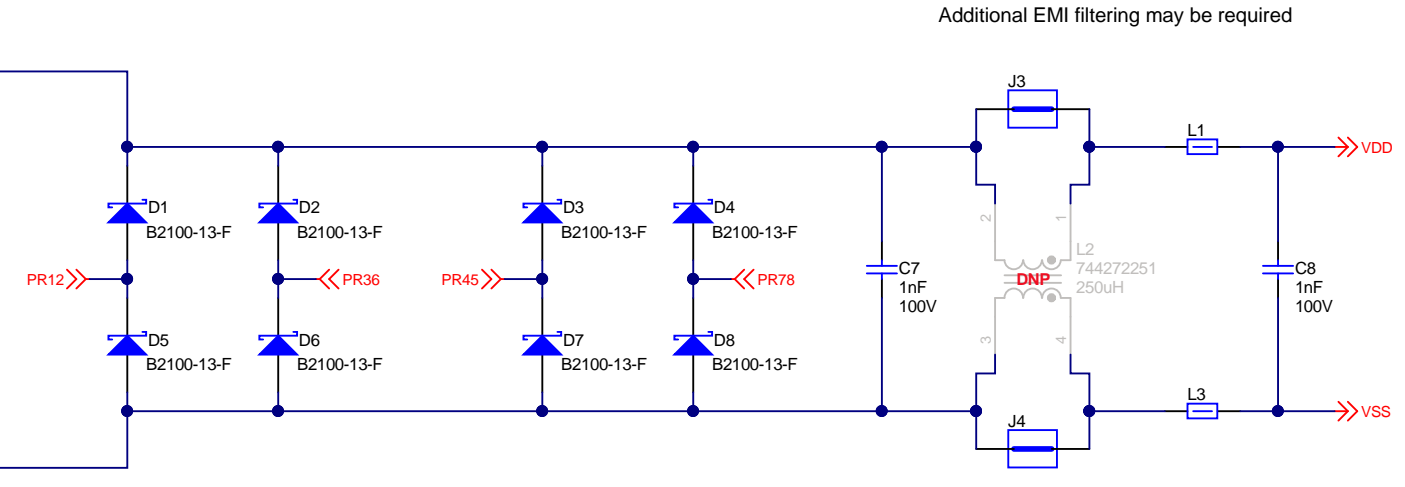 Additional EMI filtering may be required
J3
L1
VDD
D1
B2100-13-F
D2
B2100-13-F
D3
B2100-13-F
D4
B2100-13-F
2
1
L2
744272251
250uH
DNP
PR12
PR36
PR45
PR78
C7
1nF
100V
C8
1nF
100V
D5
B2100-13-F
D6
B2100-13-F
D7
B2100-13-F
D8
B2100-13-F
3
4
L3
VSS
J4